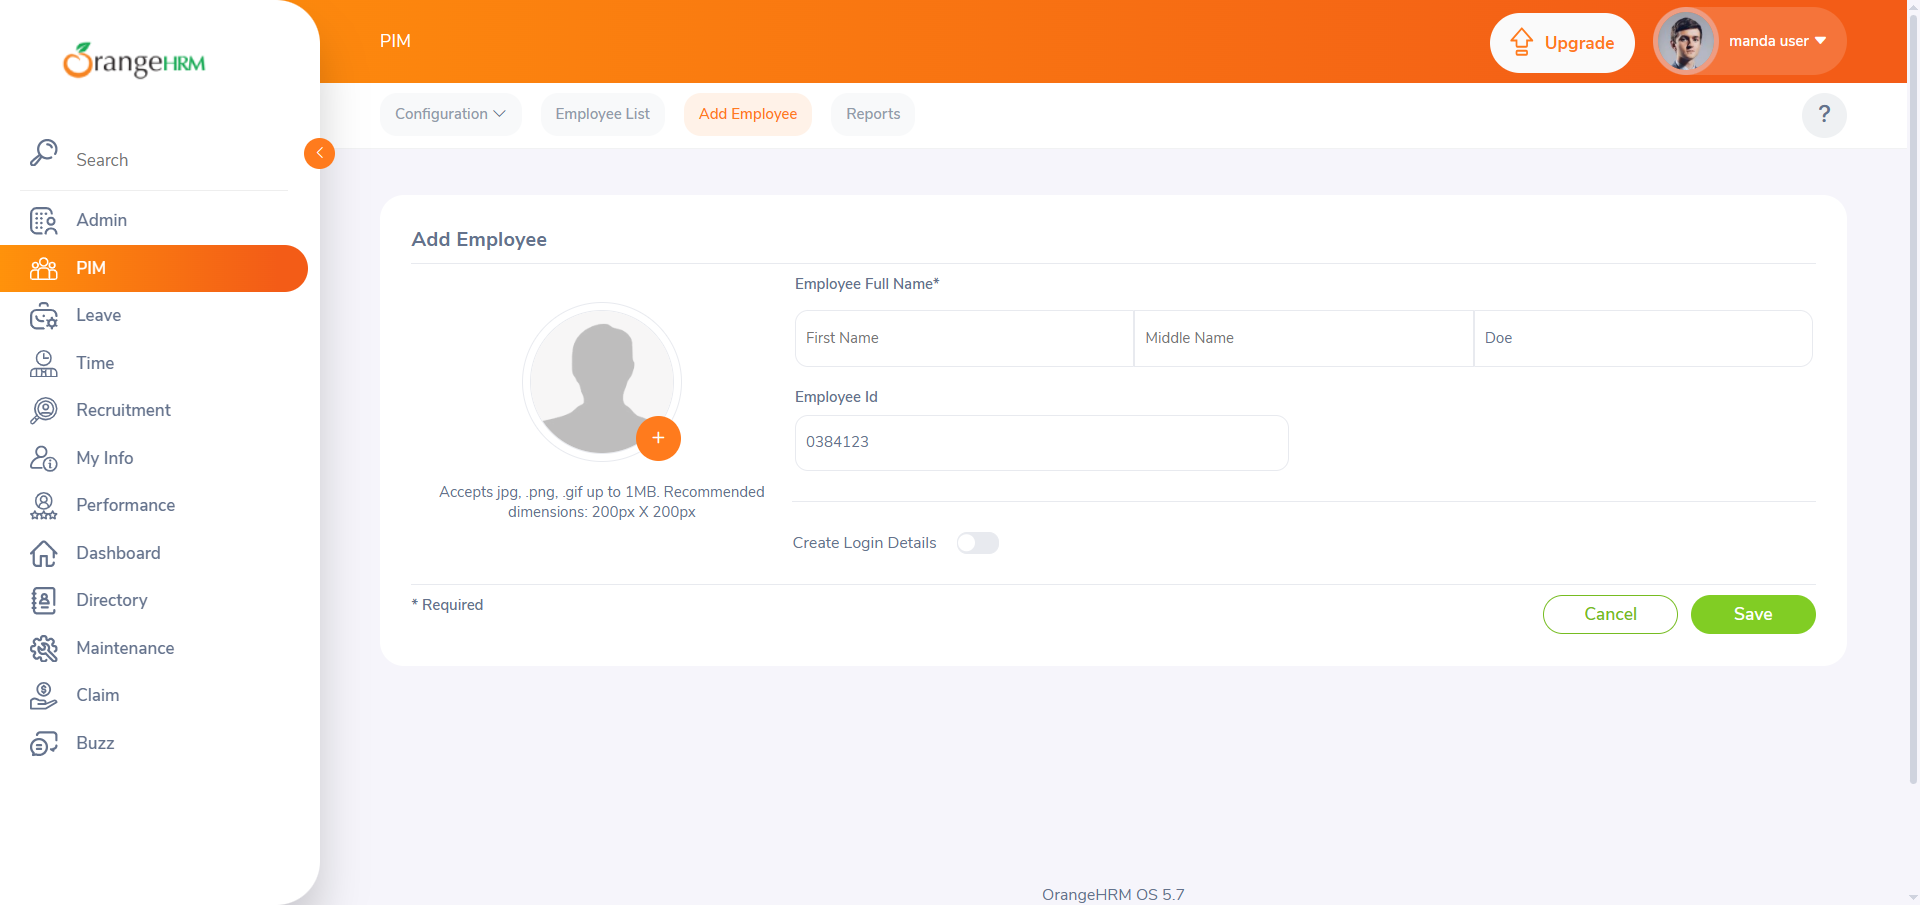 OrangeHRM
PIM
Upgrade
manda user
Configuration
Employee List
Add Employee
Reports
?
Search
Admin
PIM
Leave
Time
Recruitment
My Info
Performance
Dashboard
Directory
Maintenance
Claim
Buzz
Add Employee
Employee Full Name*
First Name
Middle Name
Doe
Employee Id
0384123
+
Accepts jpg, .png, .gif up to 1MB. Recommended
dimensions: 200px X 200px
Create Login Details
* Required
Cancel
Save
OrangeHRM OS 5.7